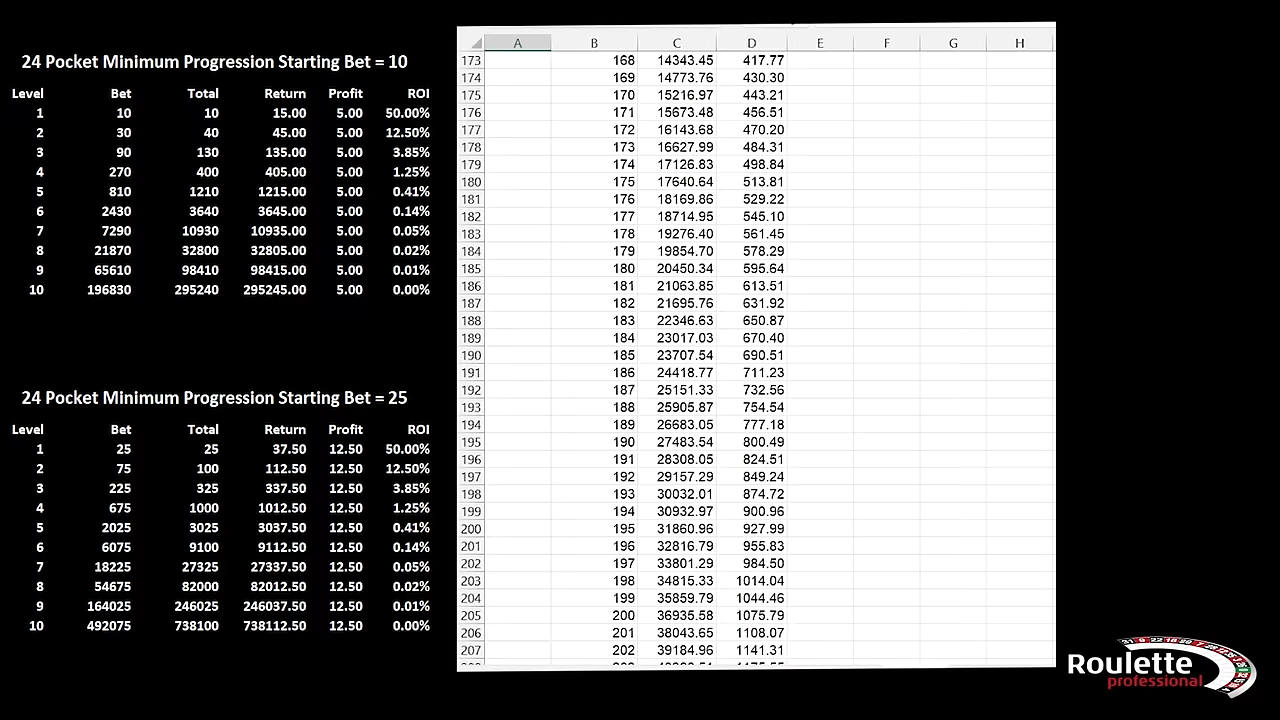 24 Pocket Minimum Progression Starting Bet = 10
Level Bet Total Return Profit ROI
1 10 10 15.00 5.00 50.00%
2 30 40 45.00 5.00 12.50%
3 90 130 135.00 5.00 3.85%
4 270 400 405.00 5.00 1.25%
5 810 1210 1215.00 5.00 0.41%
6 2430 3640 3645.00 5.00 0.14%
7 7290 10930 10935.00 5.00 0.05%
8 21870 32800 32805.00 5.00 0.02%
9 65610 98410 98415.00 5.00 0.01%
10 196830 295240 295245.00 5.00 0.00%
24 Pocket Minimum Progression Starting Bet = 25
Level Bet Total Return Profit ROI
1 25 25 37.50 12.50 50.00%
2 75 100 112.50 12.50 12.50%
3 225 325 337.50 12.50 3.85%
4 675 1000 1012.50 12.50 1.25%
5 2025 3025 3037.50 12.50 0.41%
6 6075 9100 9112.50 12.50 0.14%
7 18225 27325 27337.50 12.50 0.05%
8 54675 82000 82012.50 12.50 0.02%
9 164025 246025 246037.50 12.50 0.01%
10 492075 738100 738112.50 12.50 0.00%
A B C D E F G H
173 168 14343.45 417.77
174 169 14773.76 430.30
175 170 15216.97 443.21
176 171 15673.48 456.51
177 172 16143.68 470.20
178 173 16627.99 484.31
179 174 17126.83 498.84
180 175 17640.64 513.81
181 176 18169.86 529.22
182 177 18714.95 545.10
183 178 19276.40 561.45
184 179 19854.70 578.29
185 180 20450.34 595.64
186 181 21063.85 613.51
187 182 21695.76 631.92
188 183 22346.63 650.87
189 184 23017.03 670.40
190 185 23707.54 690.51
191 186 24418.77 711.23
192 187 25151.33 732.56
193 188 25905.87 754.54
194 189 26683.05 777.18
195 190 27483.54 800.49
196 191 28308.05 824.51
197 192 29157.29 849.24
198 193 30032.01 874.72
199 194 30932.97 900.96
200 195 31860.96 927.99
201 196 32816.79 955.83
202 197 33801.29 984.50
203 198 34815.33 1014.04
204 199 35859.79 1044.46
205 200 36935.58 1075.79
206 201 38043.65 1108.07
207 202 39184.96 1141.31
Roulette
professional